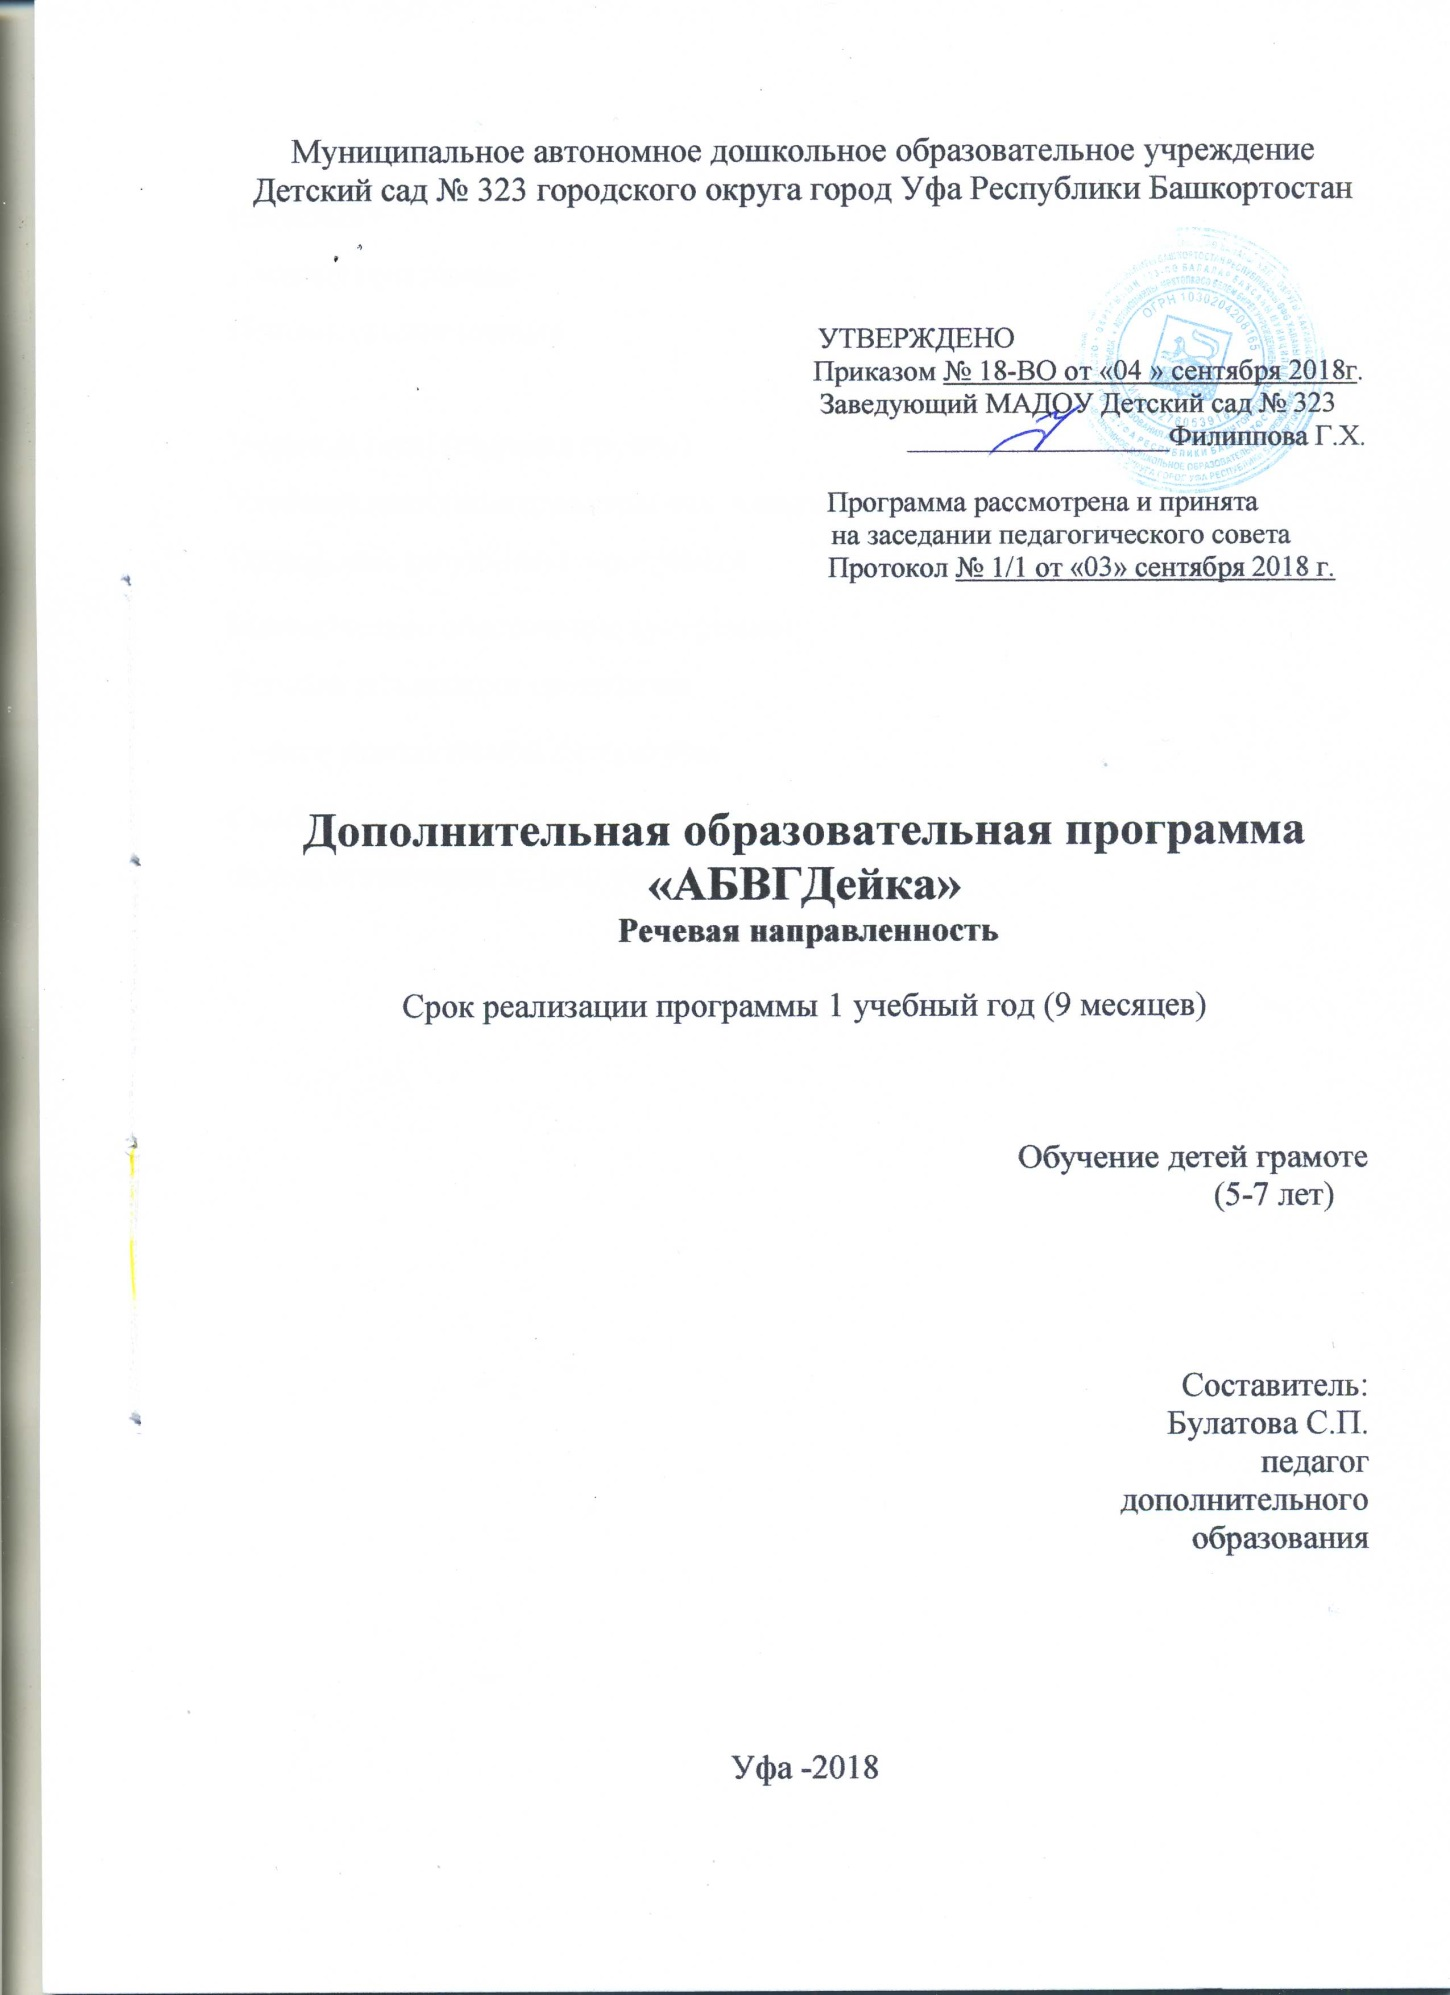 Муниципальное автономное дошкольное образовательное учреждение
Детский сад № 323 городского округа город Уфа Республики Башкортостан
ОГРН 1030204206165
УТВЕРЖДЕНО
Приказом № 18-ВО от «04 » сентября 2018г.
Заведующий МАДОУ Детский сад № 323
Филиппова Г.Х.
Программа рассмотрена и принята
на заседании педагогического совета
Протокол № 1/1 от «03» сентября 2018 г.
Дополнительная образовательная программа
«АБВГДейка»
Речевая направленность
Срок реализации программы 1 учебный год (9 месяцев)
Обучение детей грамоте
(5-7 лет)
Составитель:
Булатова С.П.
педагог
дополнительного
образования
Уфа -2018